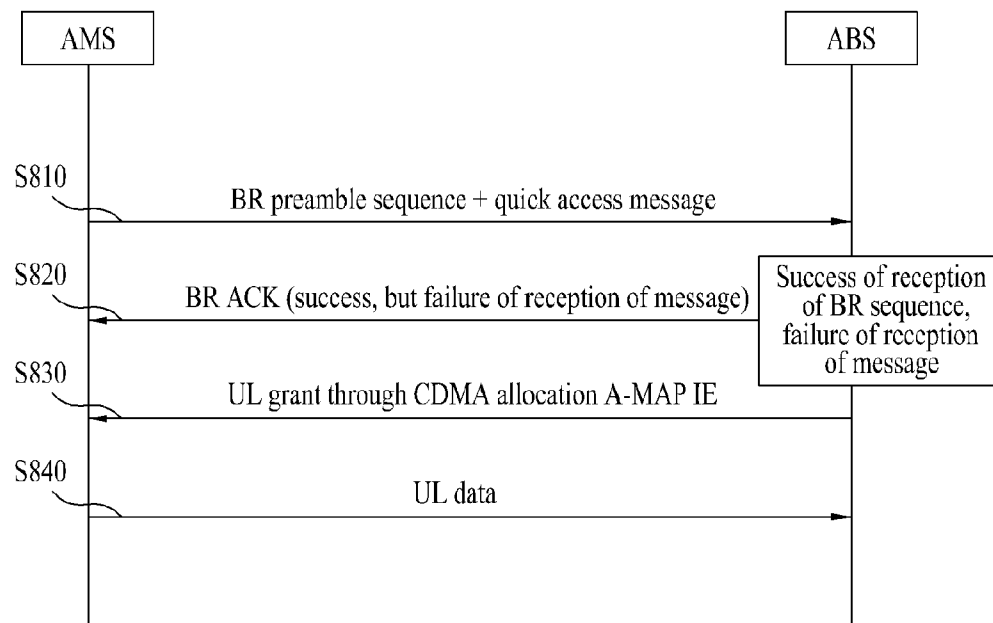 AMS
ABS
S810
BR preamble sequence + quick access message
S820
BR ACK (success, but failure of reception of message)
Success of reception
of BR sequence,
failure of reception
of message
S830
UL grant through CDMA allocation A-MAP IE
S840
UL data